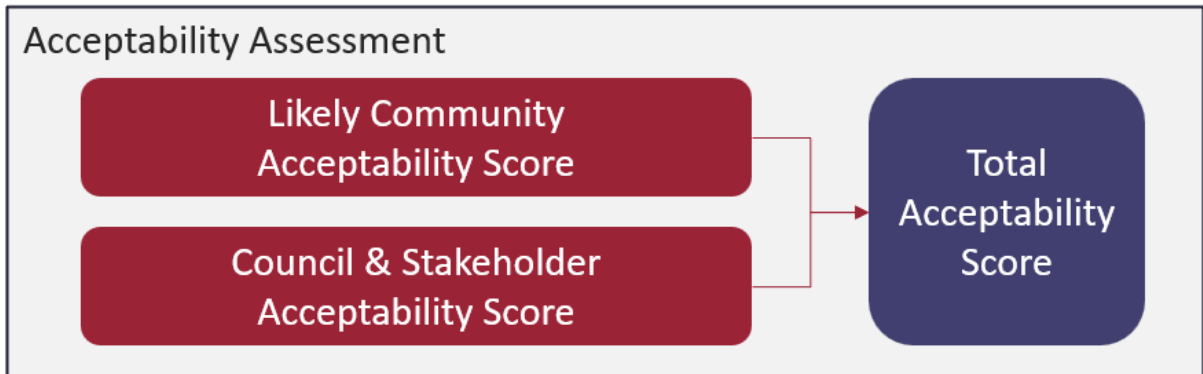 Acceptability Assessment
Likely Community
Acceptability Score
Council & Stakeholder
Acceptability Score
Total
Acceptability
Score